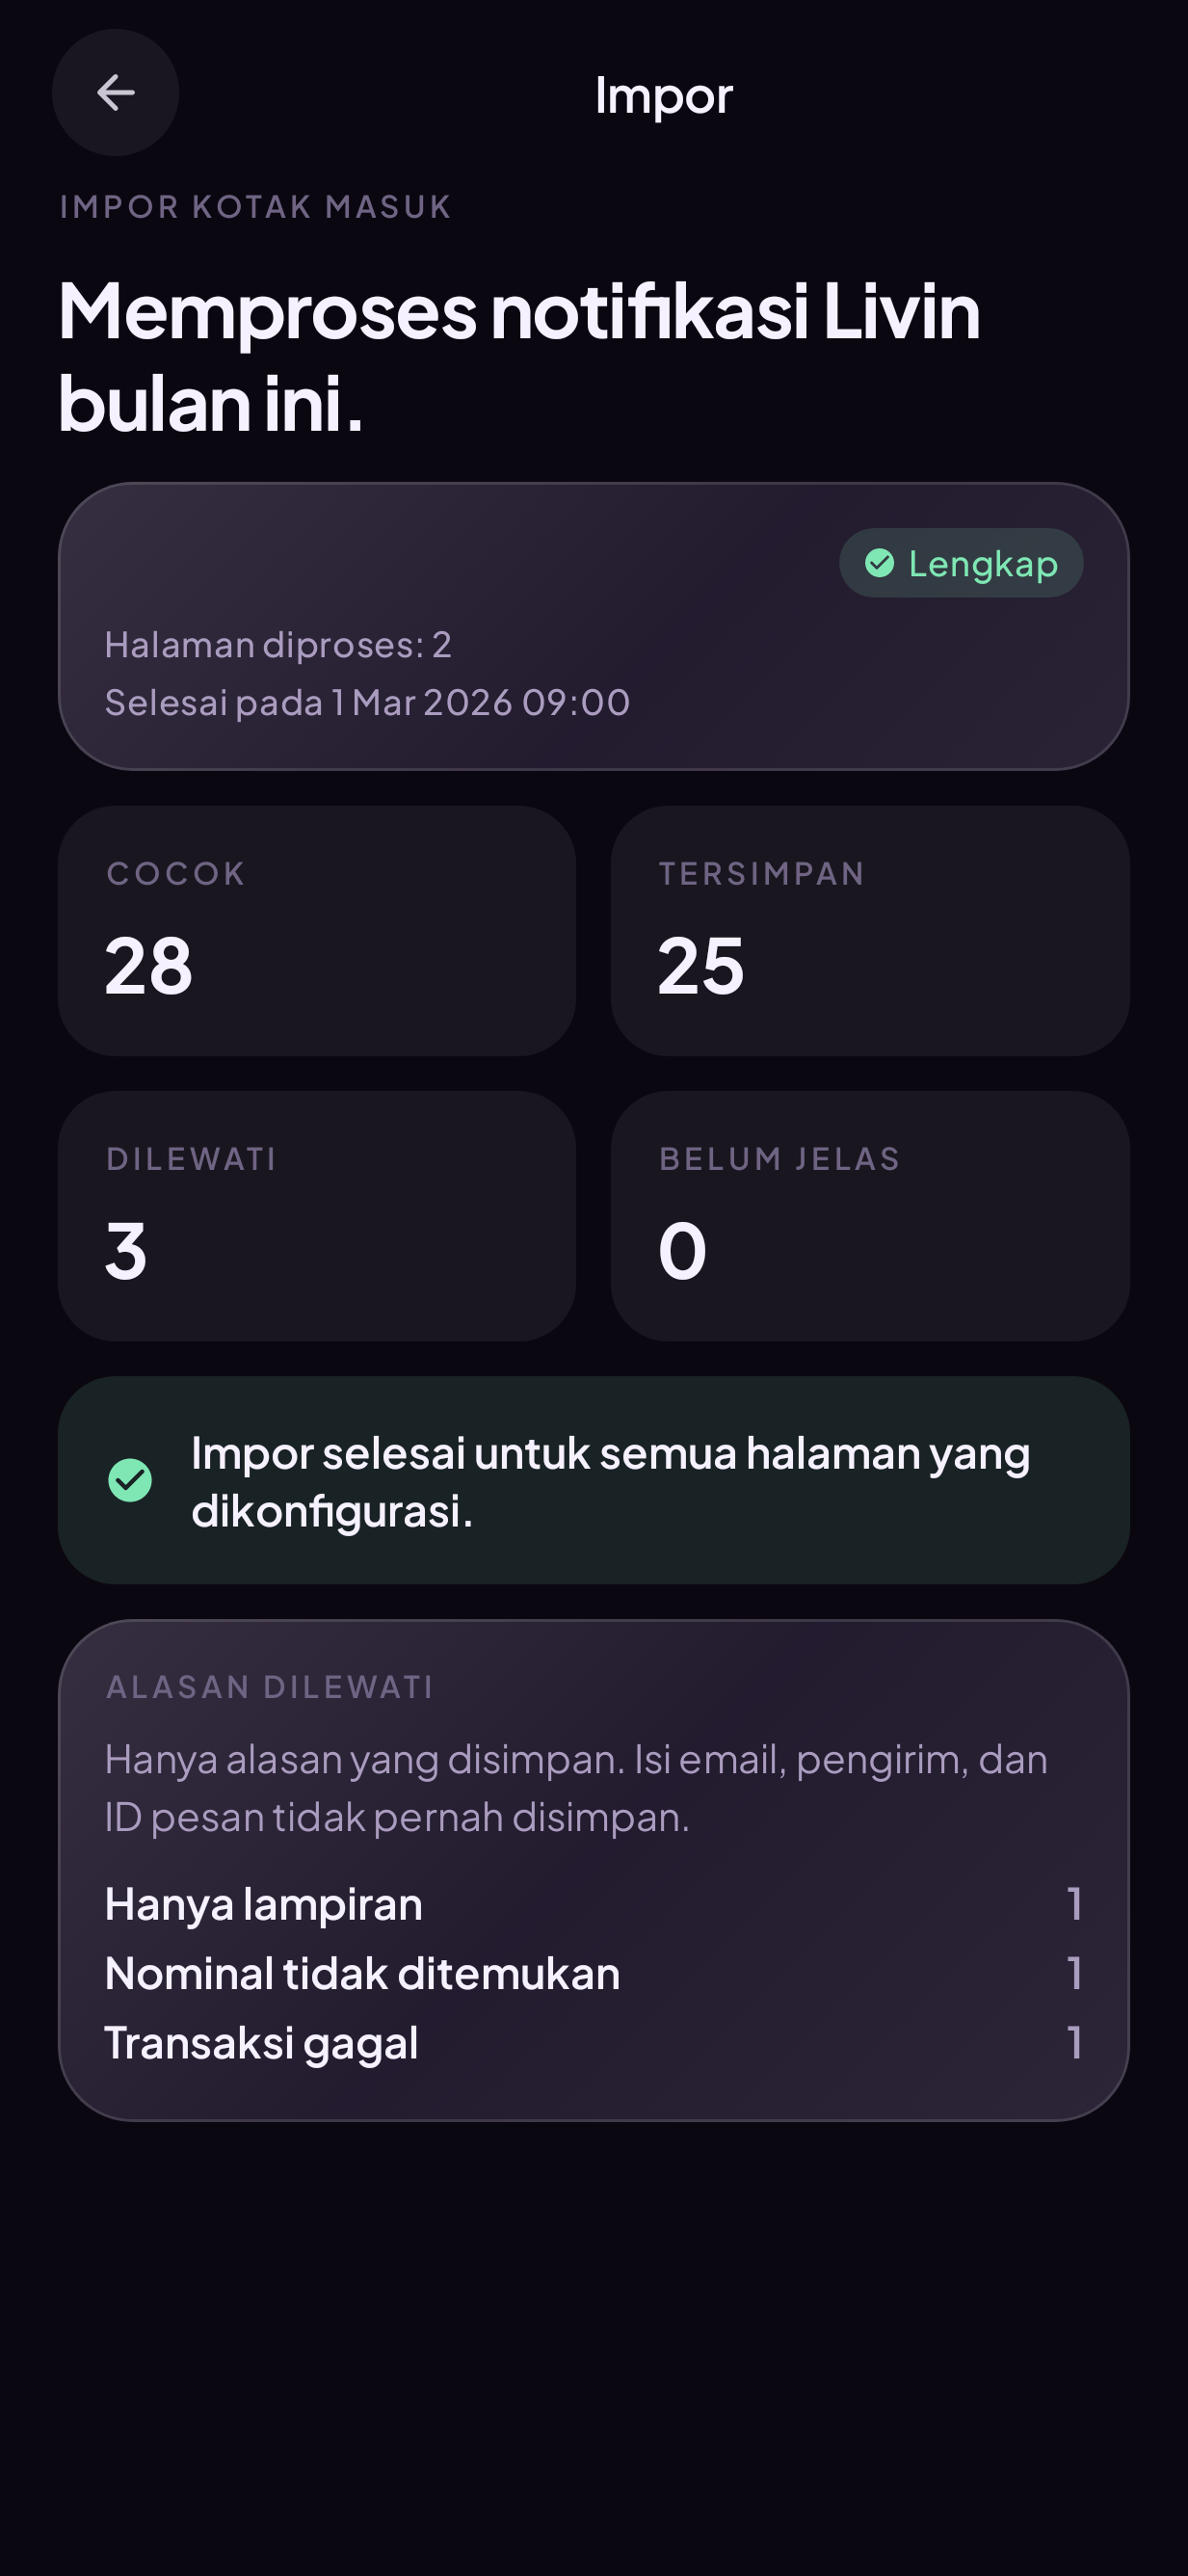 Impor
IMPOR KOTAK MASUK
Memproses notifikasi Livin
bulan ini.
Lengkap
Halaman diproses: 2
Selesai pada 1 Mar 2026 09:00
COCOK
28
TERSIMPAN
25
DILEWATI
3
BELUM JELAS
0
Impor selesai untuk semua halaman yang
dikonfigurasi.
ALASAN DILEWATI
Hanya alasan yang disimpan. Isi email, pengirim, dan
ID pesan tidak pernah disimpan.
Hanya lampiran 1
Nominal tidak ditemukan 1
Transaksi gagal 1